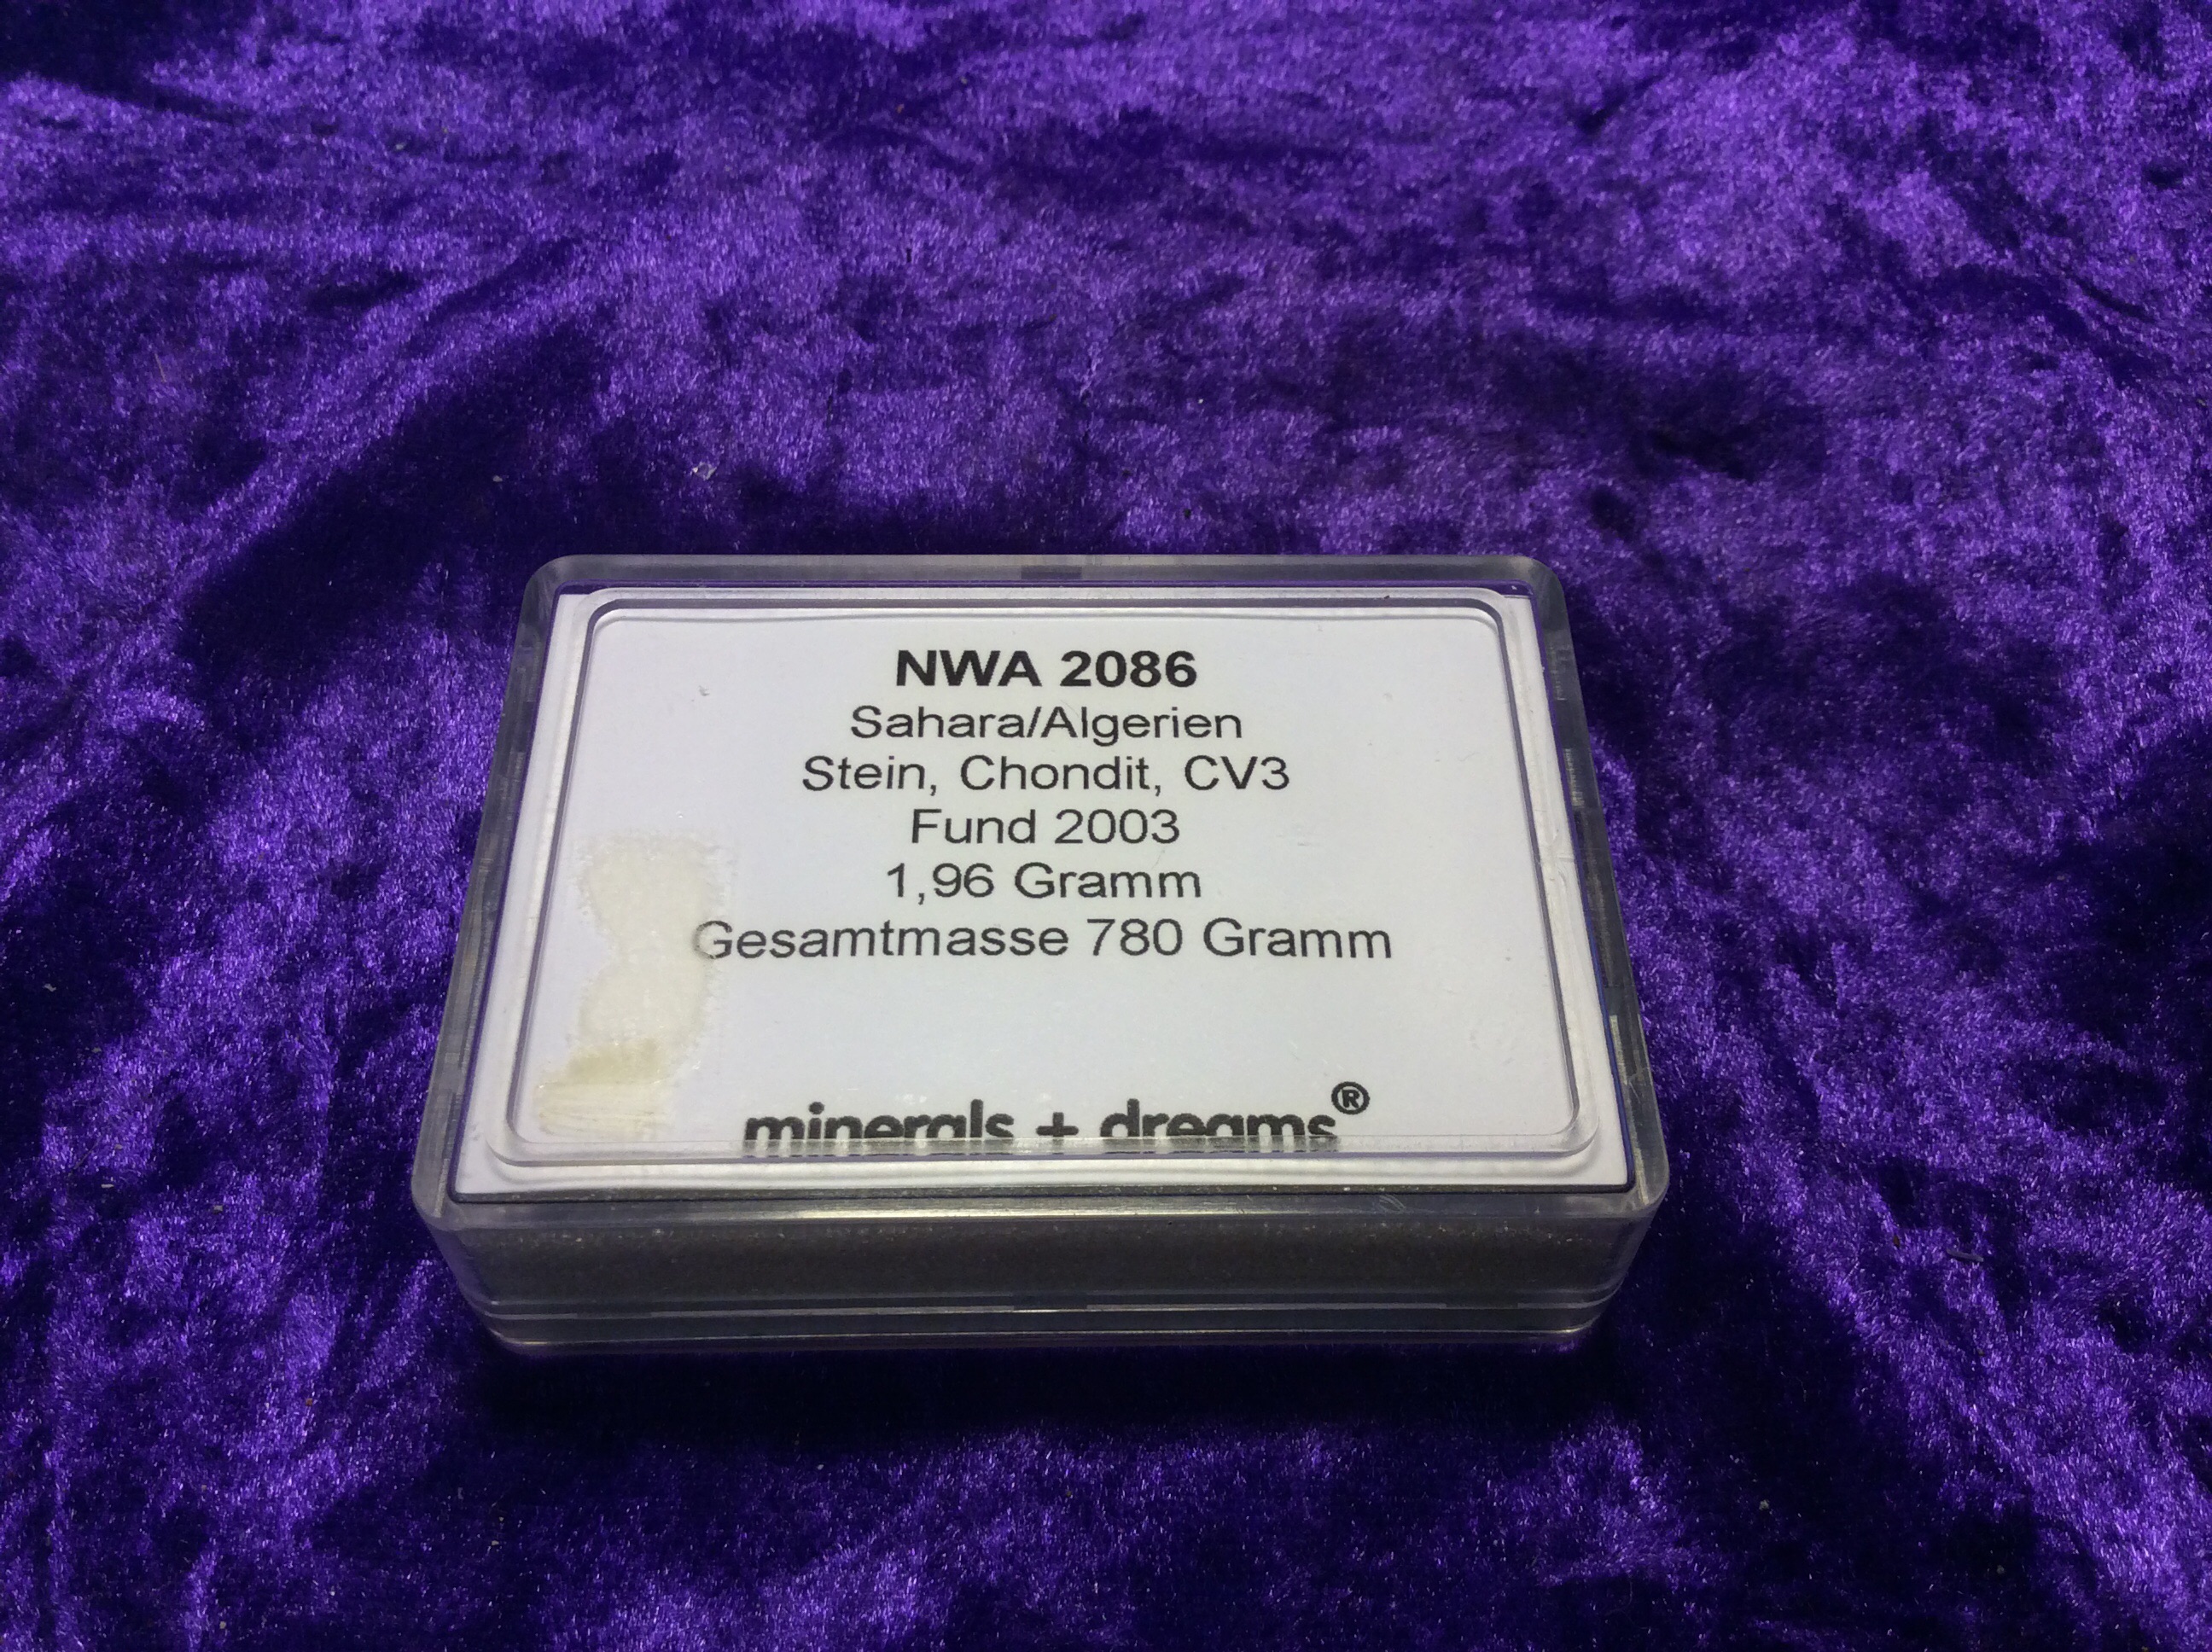 NWA 2086
Sahara/Algerien
Stein, Chondit, CV3
Fund 2003
1,96 Gramm
Gesamtmasse 780 Gramm
minerals + dreams®